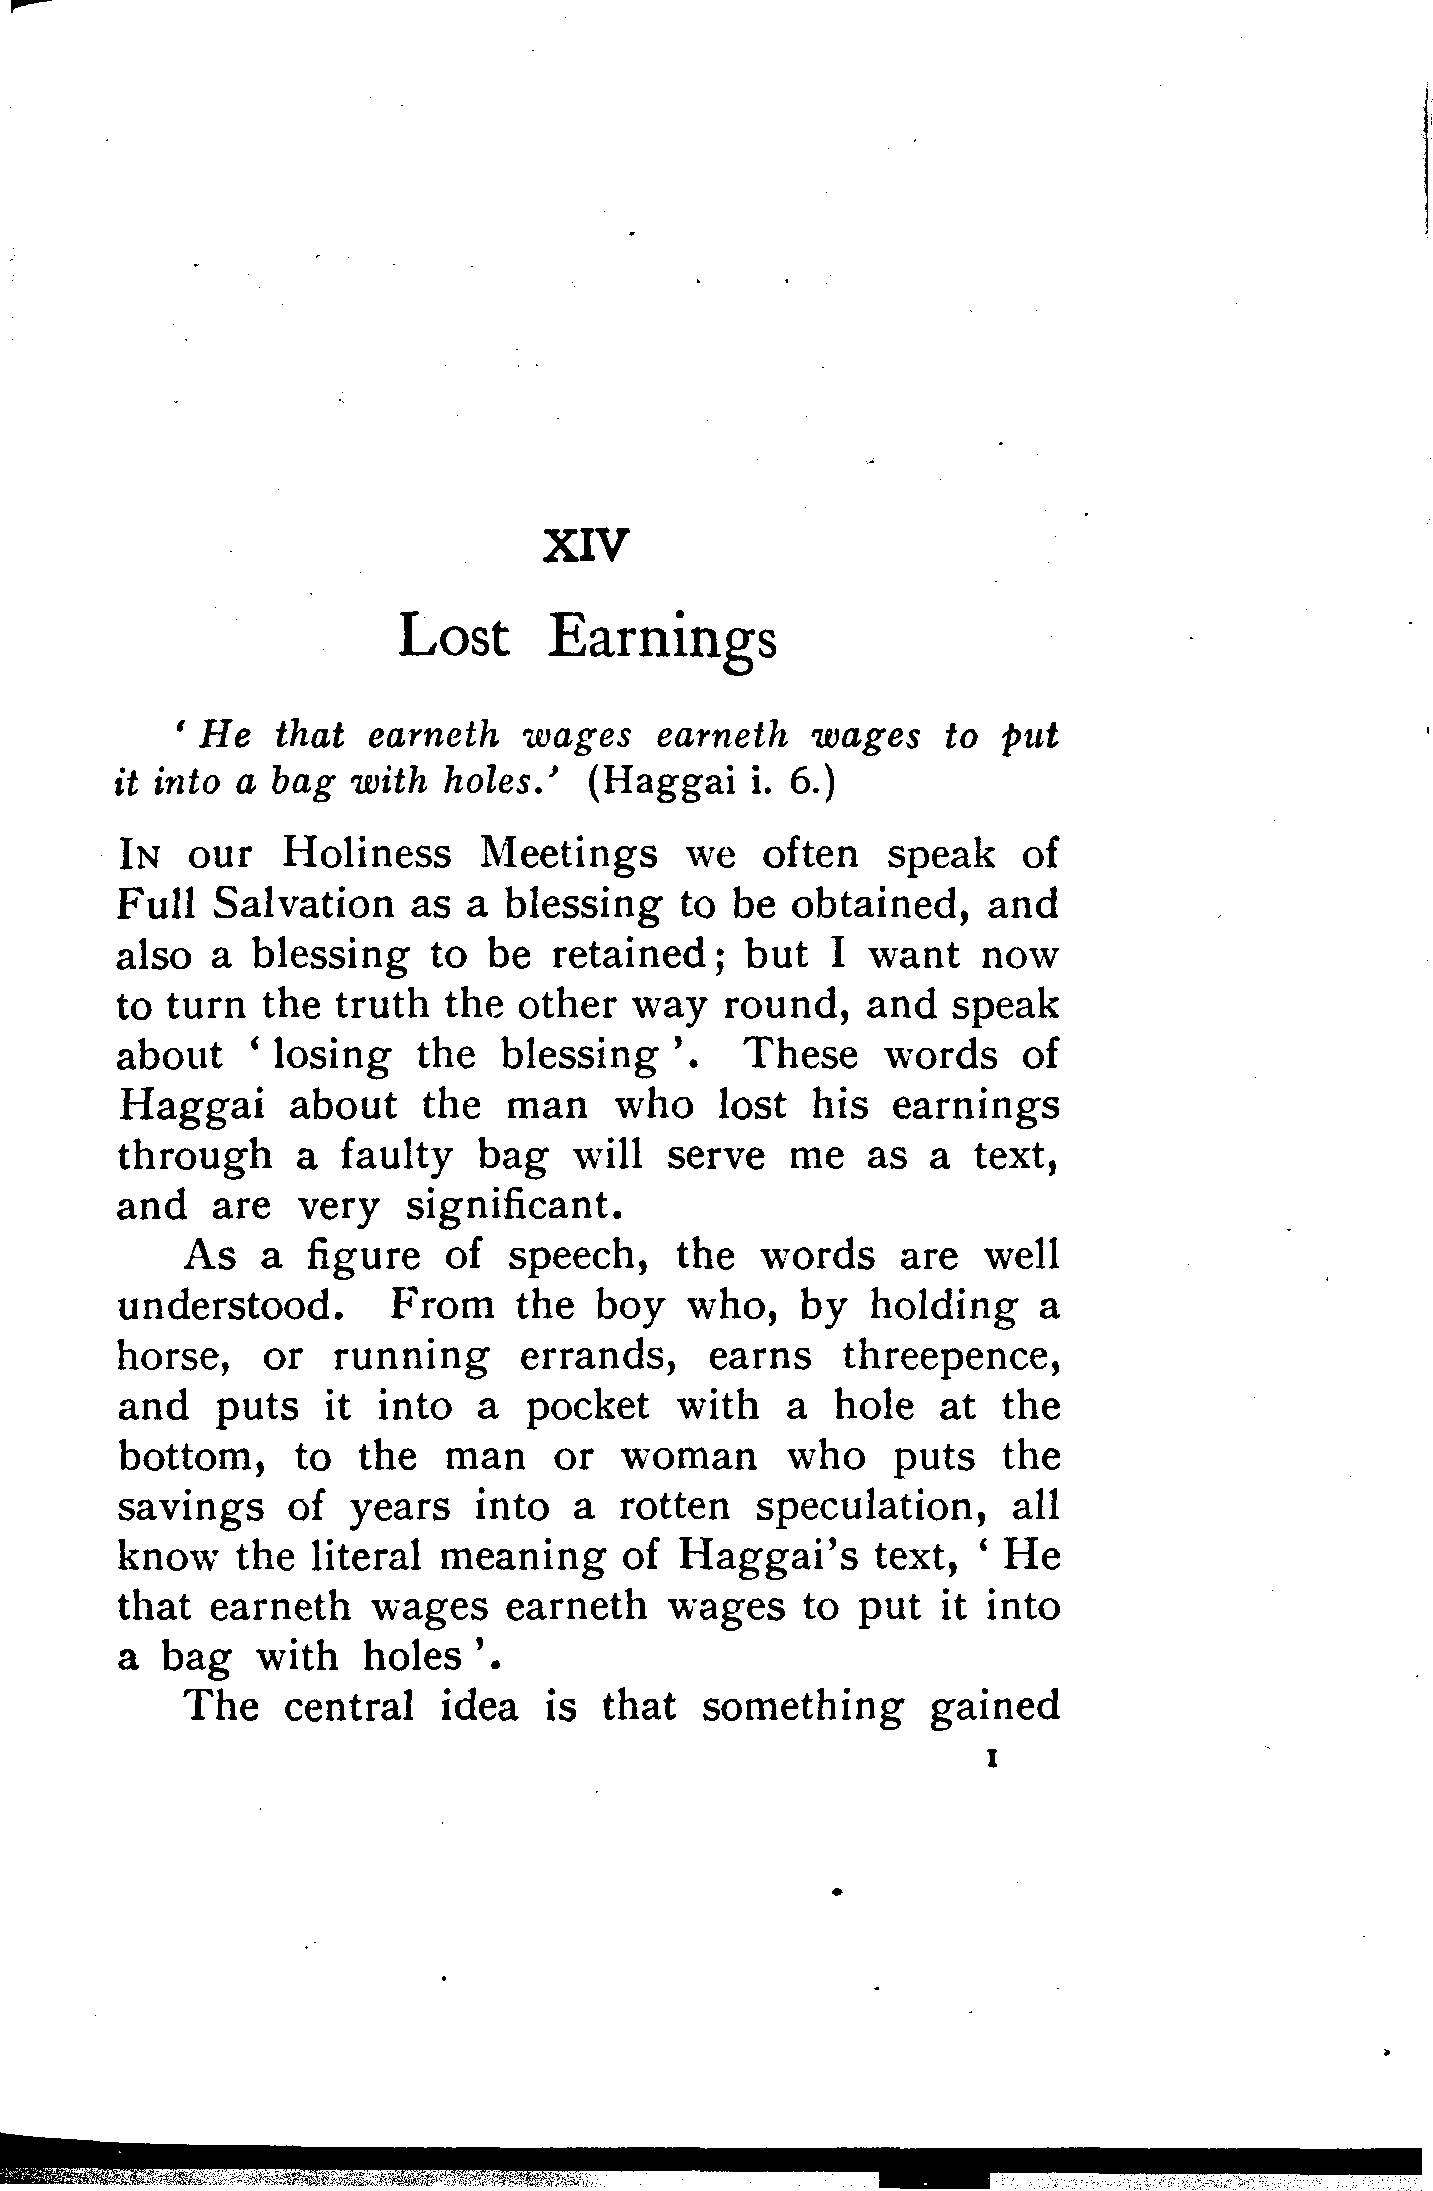 XIV
Lost Earnings
‘ He that earneth wages earneth wages to put
it into a bag with holes.’ (Haggai i. 6.)
IN our Holiness Meetings we often speak of
Full Salvation as a blessing to be obtained, and
also a blessing to be retained; but I want now
to turn the truth the other way round, and speak
about ‘ losing the blessing ’. These words of
Haggai about the man who lost his earnings
through a faulty bag will serve me as a text,
and are very significant.
As a figure of speech, the words are well
understood. From the boy who, by holding a
horse, or running errands, earns threepence,
and puts it into a pocket with a hole at the
bottom, to the man or woman who puts the
savings of years into a rotten speculation, all
know the literal meaning of Haggai’s text, ‘ He
that earneth wages earneth wages to put it into
a bag with holes ’.
The central idea is that something gained
I